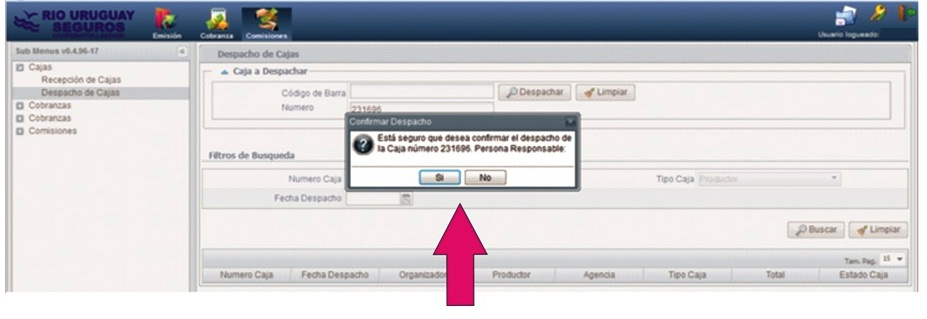 RIO URUGUAY
SEGUROS
Emisión
Cobranza
Comisiones
Usuario logueado:
Sub Menus v0.4.96-17
Cajas
Recepción de Cajas
Despacho de Cajas
Cobranzas
Cobranzas
Comisiones
Despacho de Cajas
Caja a Despachar
Código de Barra
Despachar
Limpiar
Numero
231696
Confirmar Despacho
Está seguro que desea confirmar el despacho de
la Caja número 231696. Persona Responsable:
Si
No
Filtros de Busqueda
Numero Caja
Tipo Caja
Productor
Fecha Despacho
Buscar
Limpiar
Tam. Pag.
15
Numero Caja
Fecha Despacho
Organizador
Productor
Agencia
Tipo Caja
Total
Estado Caja